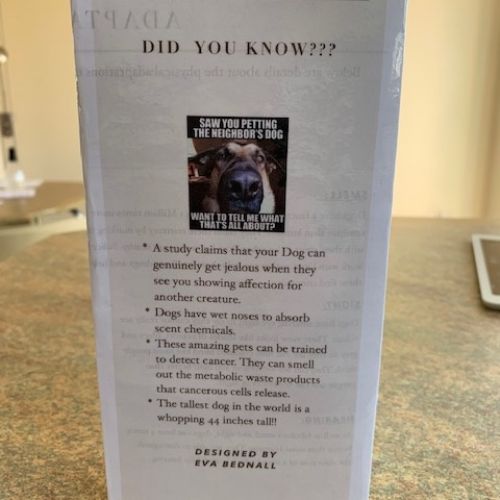 DID YOU KNOW???
SAW YOU PETTING
THE NEIGHBOR'S DOG
WANT TO TELL ME WHAT
THAT'S ALL ABOUT?
* A study claims that your Dog can
genuinely get jealous when they
see you showing affection for
another creature.
* Dogs have wet noses to absorb
scent chemicals.
* These amazing pets can be trained
to detect cancer. They can smell
out the metabolic waste products
that cancerous cells release.
* The tallest dog in the world is a
whopping 44 inches tall!!
DESIGNED BY
EVA BEDNALL